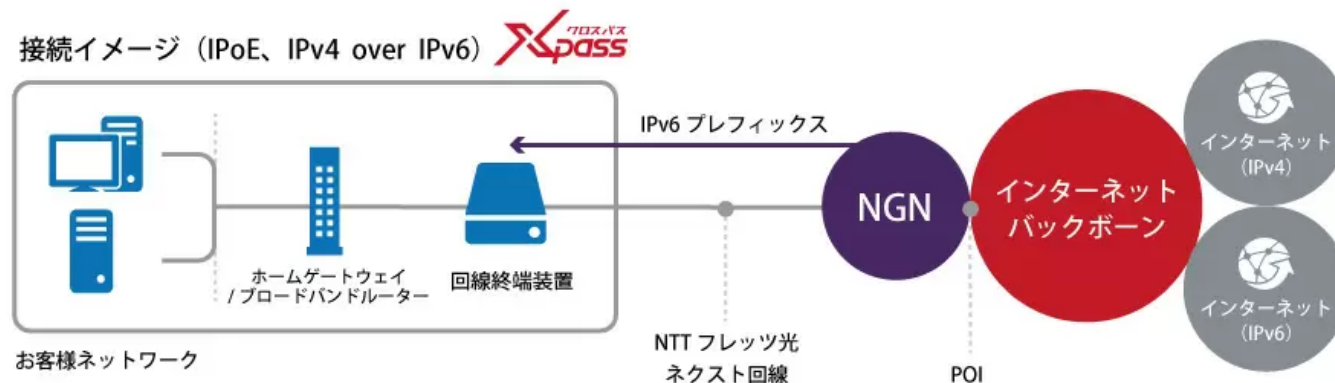 接続イメージ（IPoE、IPv4 over IPv6）
クロスパス
Xpass
IPv6 プレフィックス
NGN
インターネット
バックボーン
インターネット
（IPv4）
インターネット
（IPv6）
ホームゲートウェイ
/ ブロードバンドルーター
回線終端装置
NTT フレッツ光
ネクスト回線
POI
お客様ネットワーク